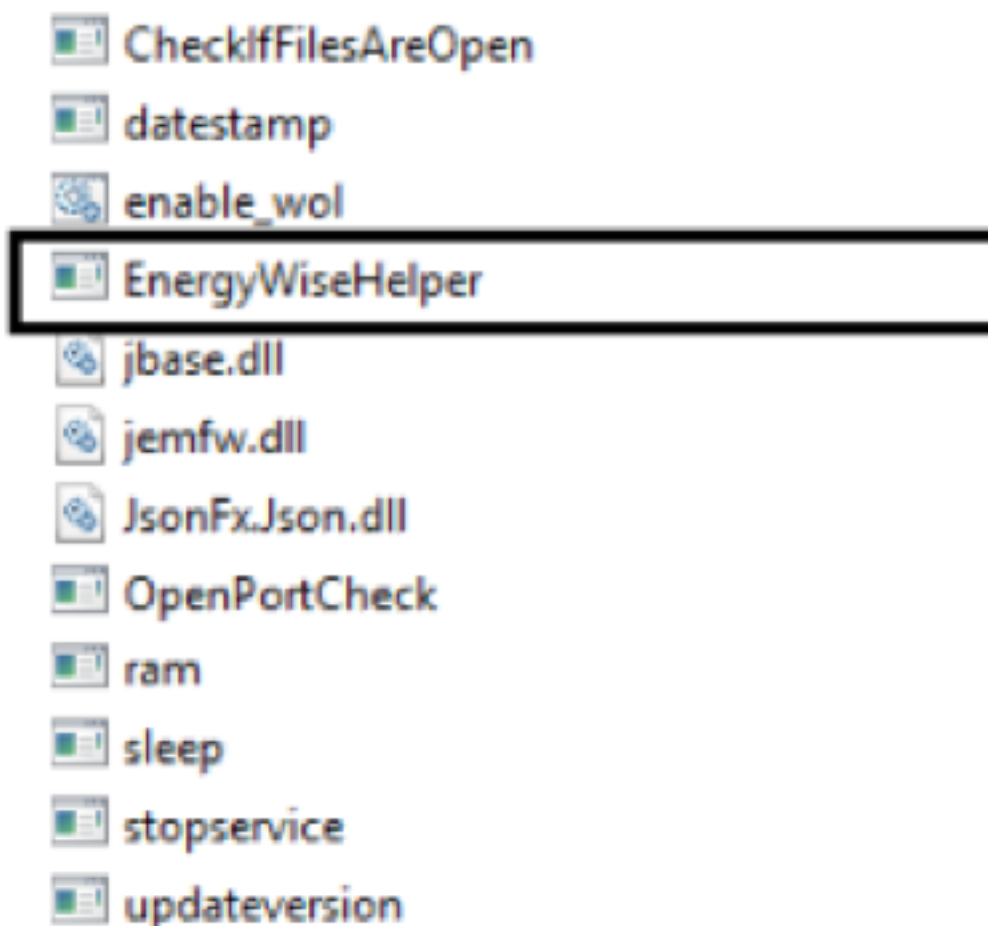 CheckIfFilesAreOpen
datestamp
enable_wol
EnergyWiseHelper
jbase.dll
jemfw.dll
JsonFx.Json.dll
OpenPortCheck
ram
sleep
stopservice
updateversion